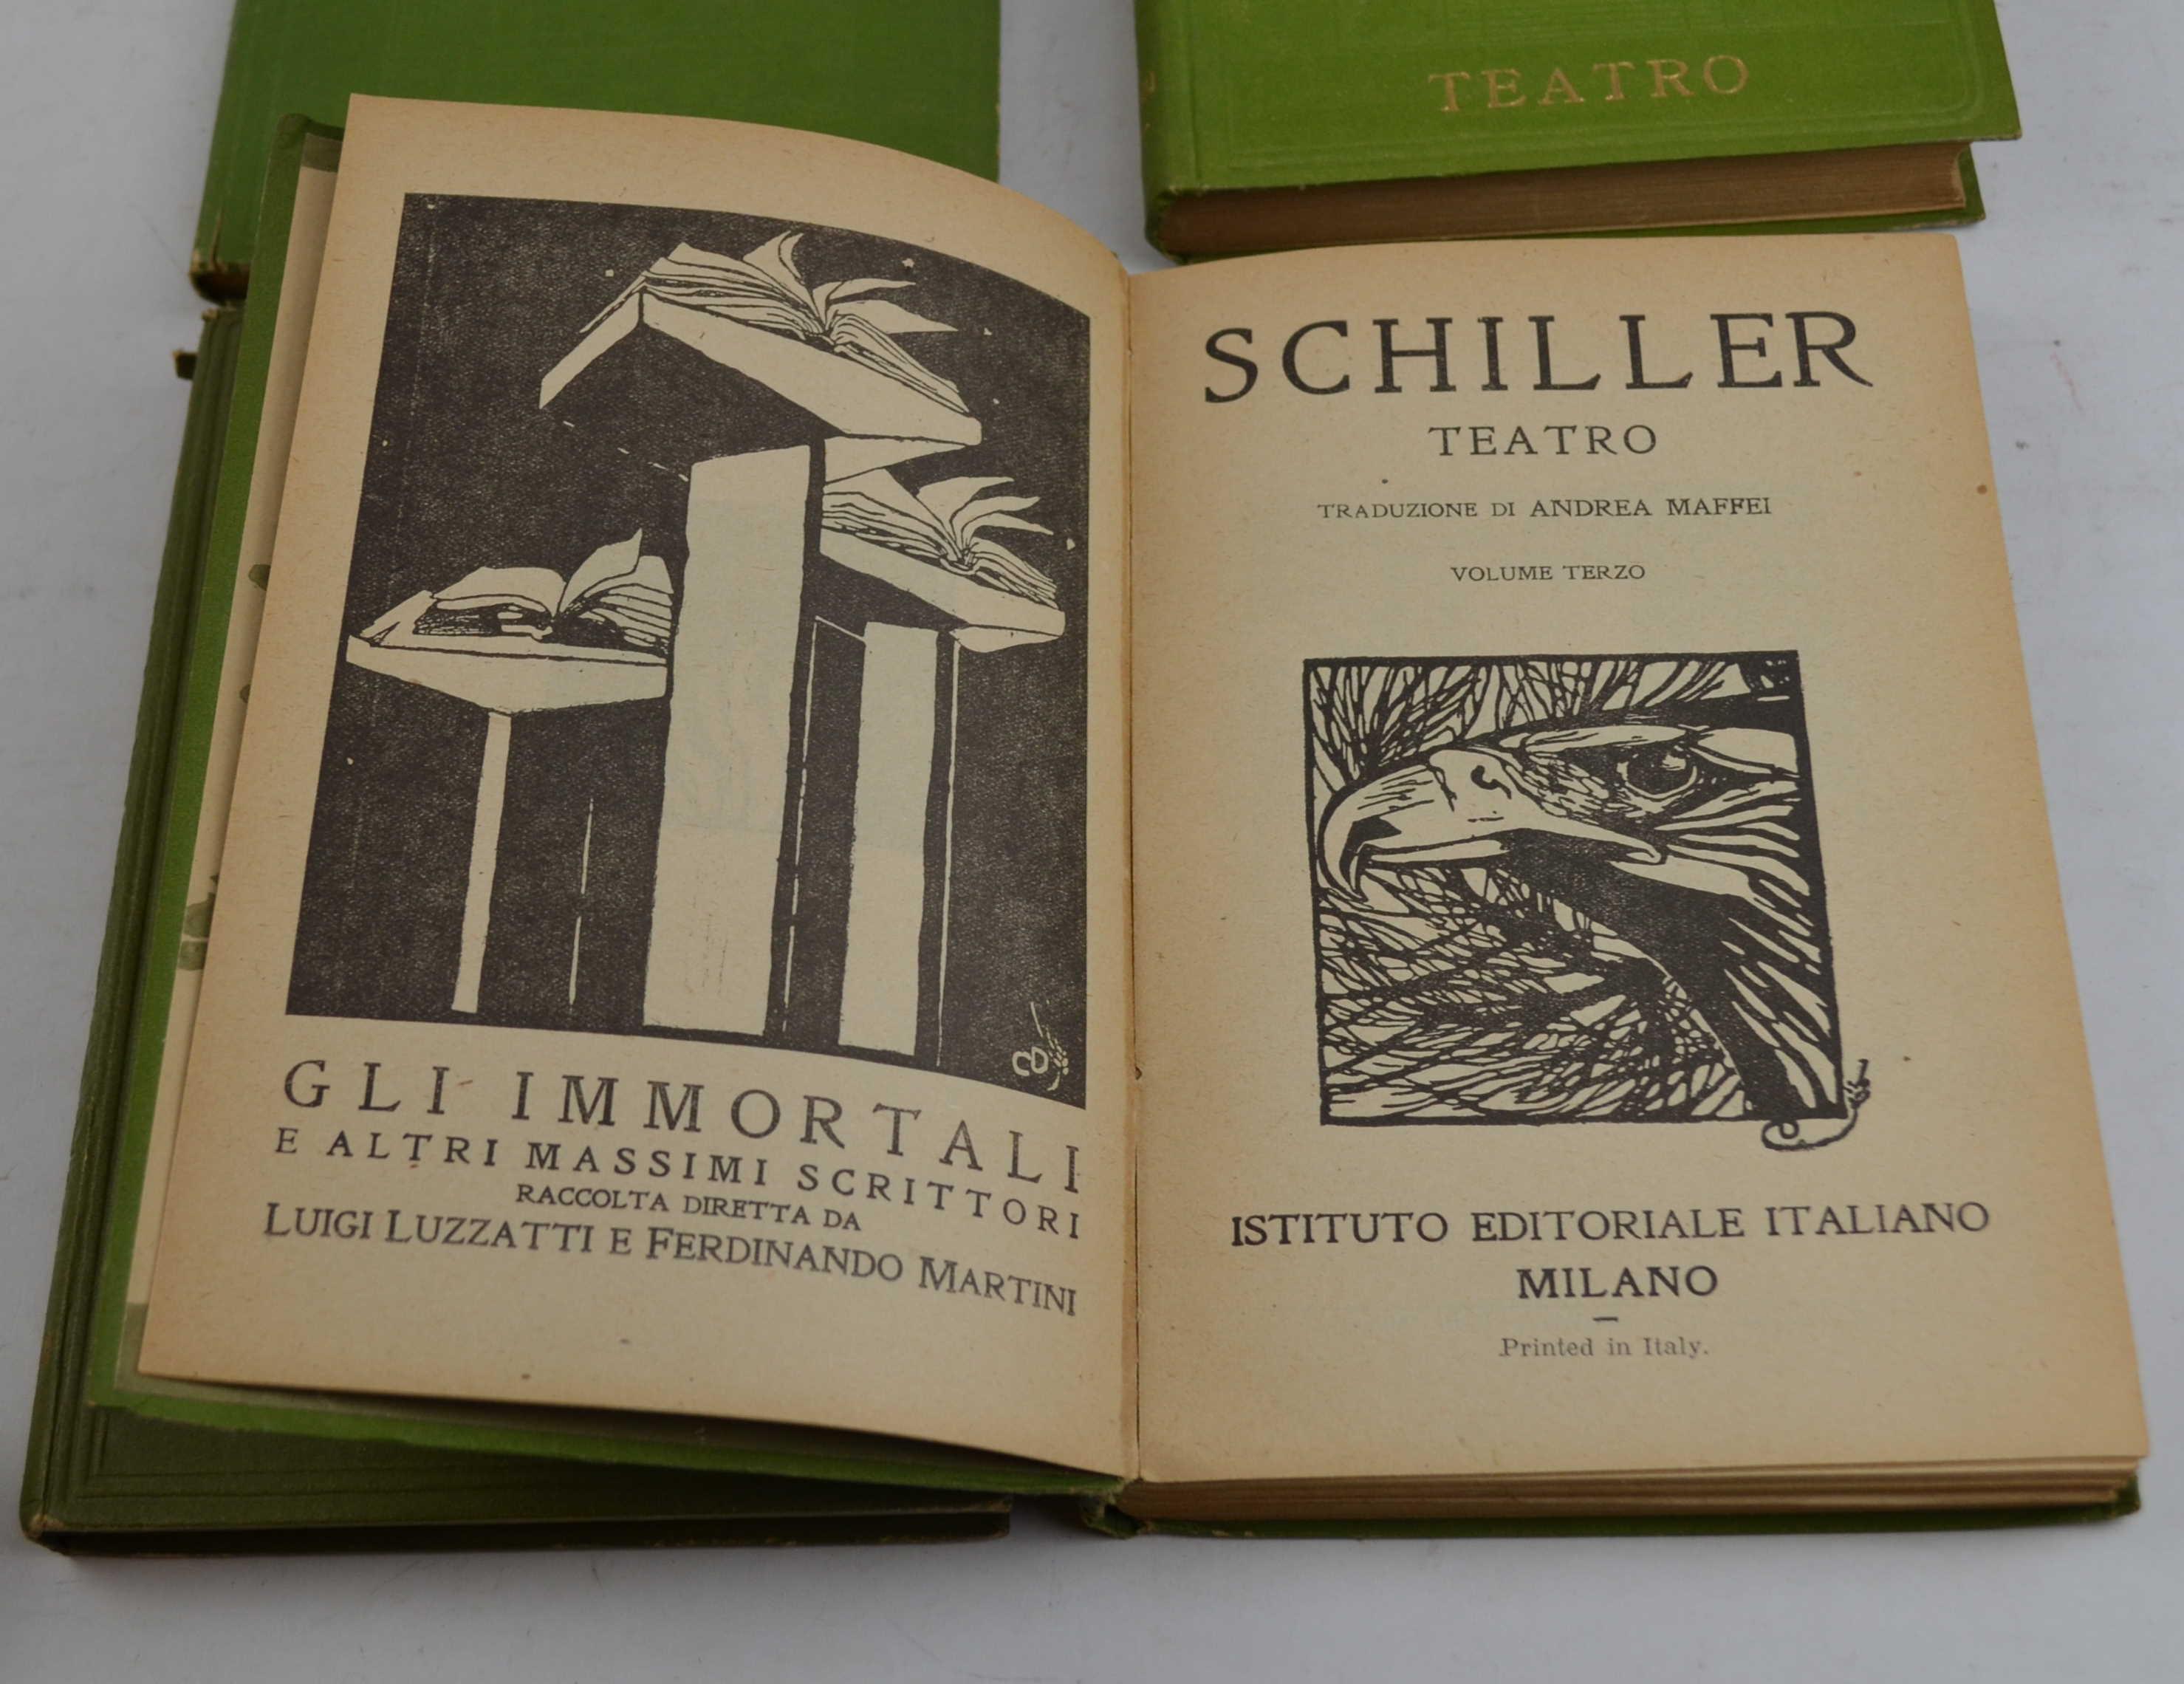 TEATRO
GLI IMMORTALI
E ALTRI MASSIMI SCRITTORI
RACCOLTA DIRETTA DA
LUIGI LUZZATTI E FERDINANDO MARTINI
CD
SCHILLER
TEATRO
TRADUZIONE DI ANDREA MAFFEI
VOLUME TERZO
ISTITUTO EDITORIALE ITALIANO
MILANO
Printed in Italy.